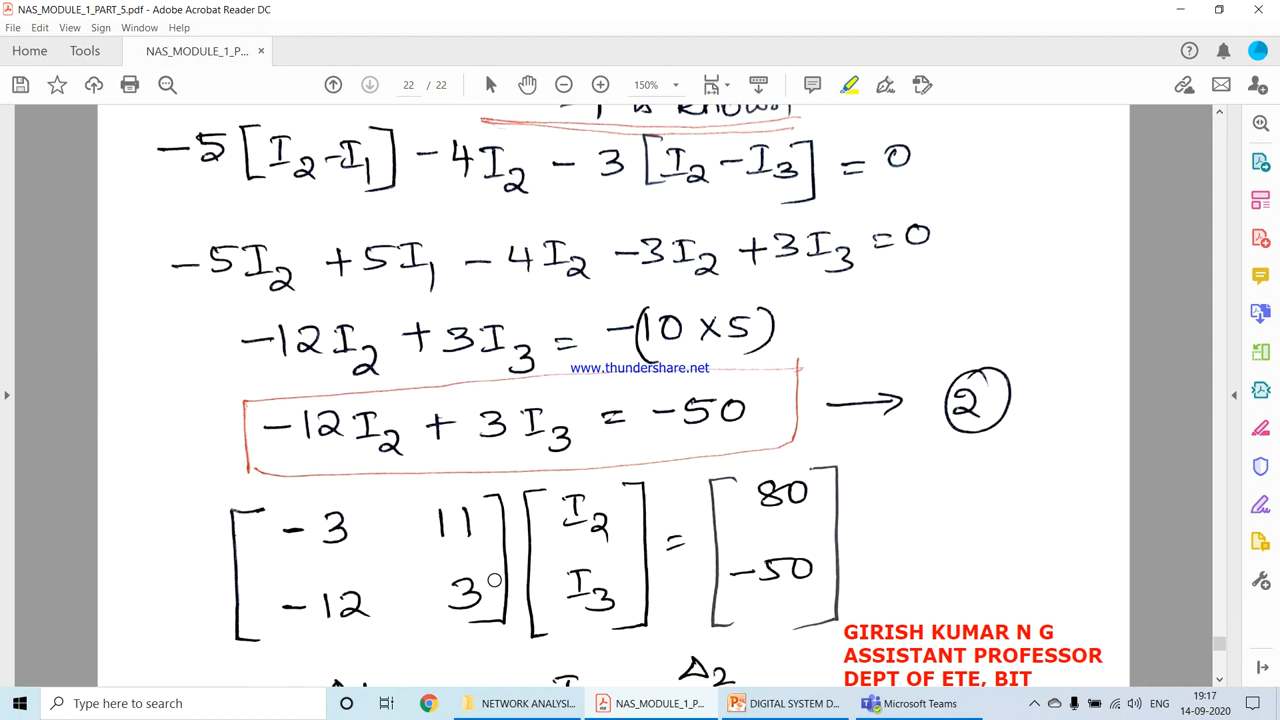 NAS_MODULE_1_PART_5.pdf - Adobe Acrobat Reader DC
File Edit View Sign Window Help
Home Tools NAS_MODULE_1_P... ×
22 / 22 150%
is known
-5[I₂-I₁] -4I₂ - 3[I₂-I₃] = 0
-5I₂ +5I₁ -4I₂ -3I₂ +3I₃ = 0
-12I₂ +3I₃ = -(10×5)
www.thundershare.net
-12I₂ + 3I₃ = -50 → 2
[-3 11] [I₂] = [80]
[-12 3] [I₃] [-50]
GIRISH KUMAR N G
ASSISTANT PROFESSOR
DEPT OF ETE, BIT
Δ2
Type here to search
NETWORK ANALYSI...
NAS_MODULE_1_P...
DIGITAL SYSTEM D...
Microsoft Teams
ENG
19:17
14-09-2020